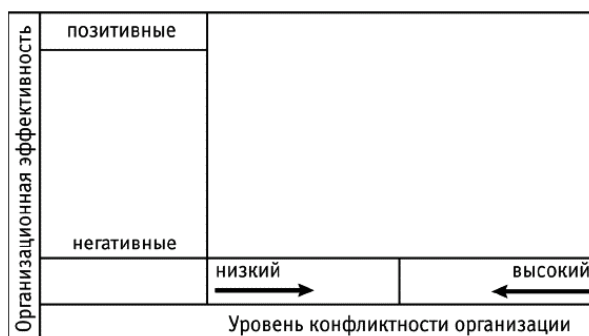 Организационная эффективность
позитивные
негативные
низкий
высокий
Уровень конфликтности организации